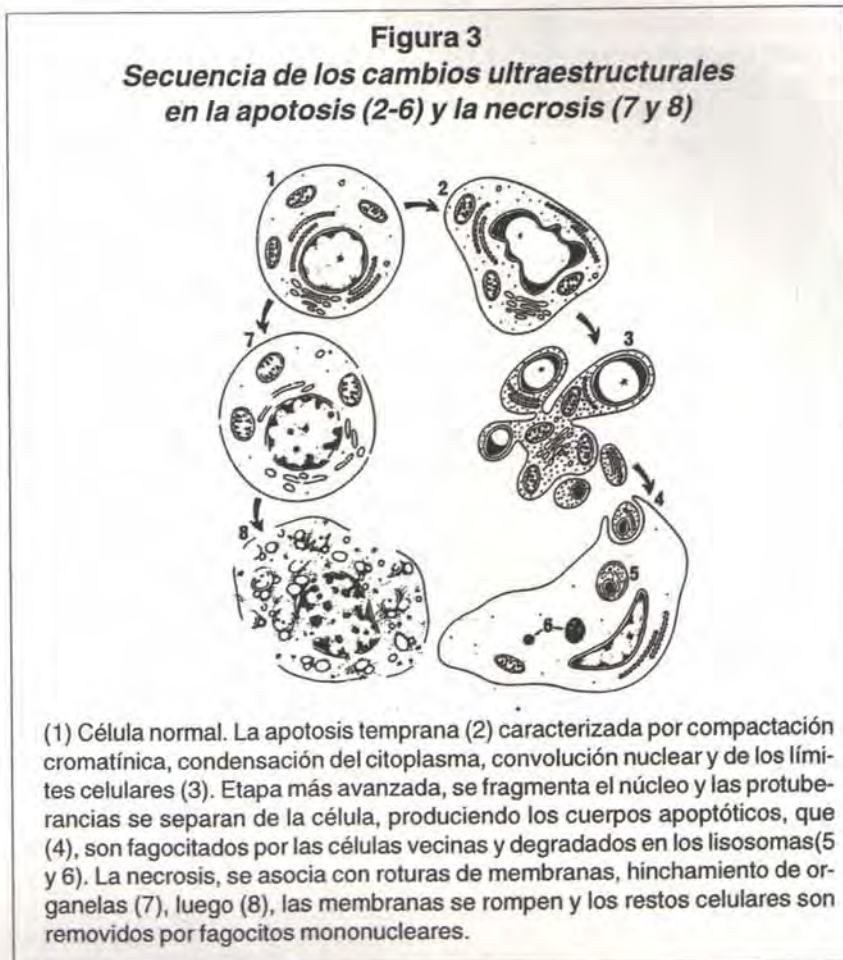 Figura 3
Secuencia de los cambios ultraestructurales
en la apotosis (2-6) y la necrosis (7 y 8)
1
2
7
3
8
4
5
6
(1) Célula normal. La apotosis temprana (2) caracterizada por compactación
cromatínica, condensación del citoplasma, convolución nuclear y de los lími-
tes celulares (3). Etapa más avanzada, se fragmenta el núcleo y las protube-
rancias se separan de la célula, produciendo los cuerpos apoptóticos, que
(4), son fagocitados por las células vecinas y degradados en los lisosomas(5
y 6). La necrosis, se asocia con roturas de membranas, hinchamiento de or-
ganelas (7), luego (8), las membranas se rompen y los restos celulares son
removidos por fagocitos mononucleares.